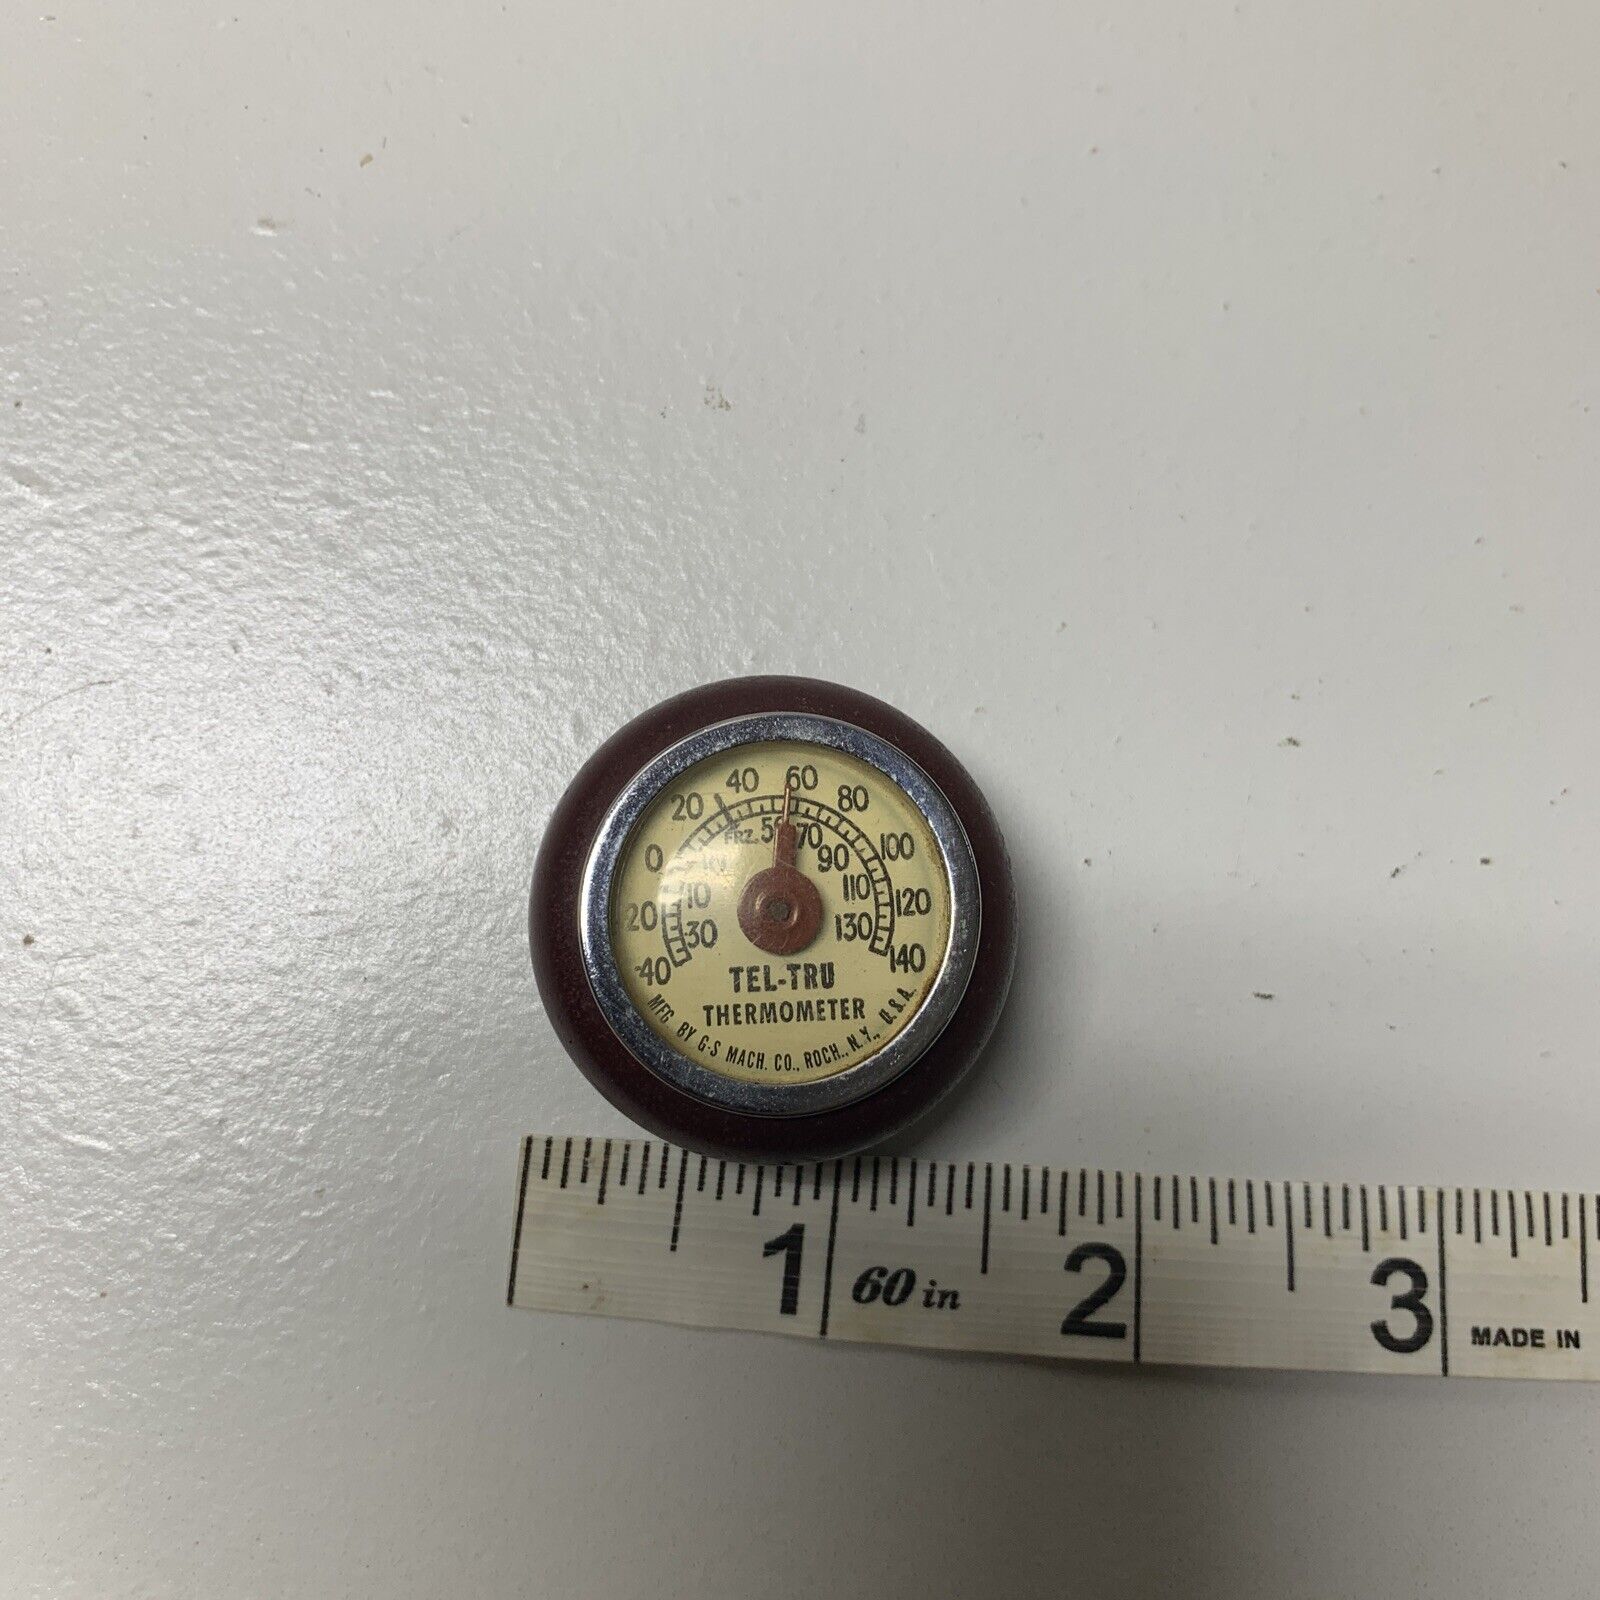 40 60
20 80
FRZ. 50 70
0 90 100
10 110
-20 120
-30 130
-40 140
TEL-TRU
THERMOMETER
MFG. BY G-S MACH. CO., ROCH., N.Y., U.S.A.
1 60 in 2 3 MADE IN